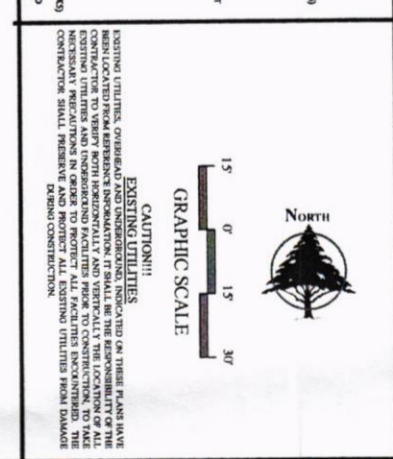 NORTH
15' 0' 15' 30'
GRAPHIC SCALE
CAUTION!!!
EXISTING UTILITIES
EXISTING UTILITIES, OVERHEAD AND UNDERGROUND, INDICATED ON THESE PLANS HAVE
BEEN LOCATED FROM REFERENCE INFORMATION. IT SHALL BE THE RESPONSIBILITY OF THE
CONTRACTOR TO VERIFY BOTH HORIZONTALLY AND VERTICALLY THE LOCATION OF ALL
EXISTING UTILITIES AND UNDERGROUND FACILITIES PRIOR TO CONSTRUCTION, TO TAKE
NECESSARY PRECAUTIONS IN ORDER TO PROTECT ALL FACILITIES ENCOUNTERED. THE
CONTRACTOR SHALL PRESERVE AND PROTECT ALL EXISTING UTILITIES FROM DAMAGE
DURING CONSTRUCTION.